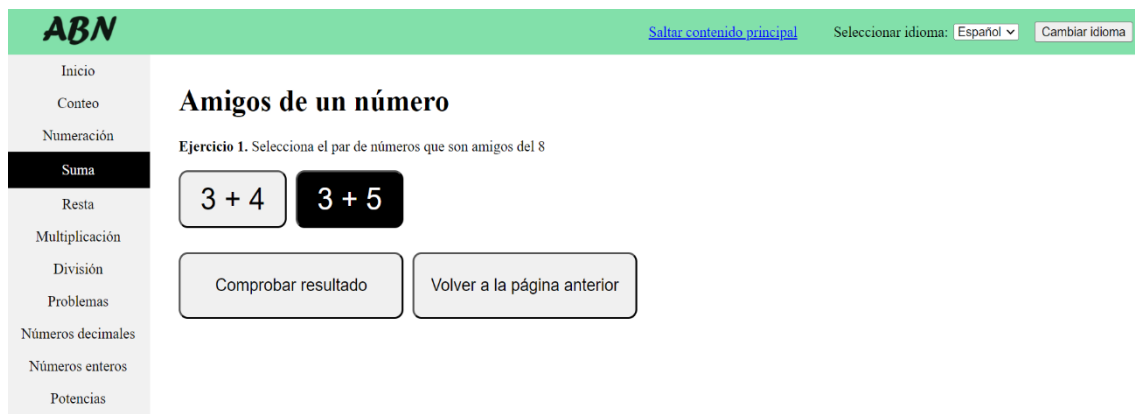 ABN
Saltar contenido principal
Seleccionar idioma: Español
Cambiar idioma
Inicio
Conteo
Numeración
Suma
Resta
Multiplicación
División
Problemas
Números decimales
Números enteros
Potencias
Amigos de un número
Ejercicio 1. Selecciona el par de números que son amigos del 8
3 + 4
3 + 5
Comprobar resultado
Volver a la página anterior